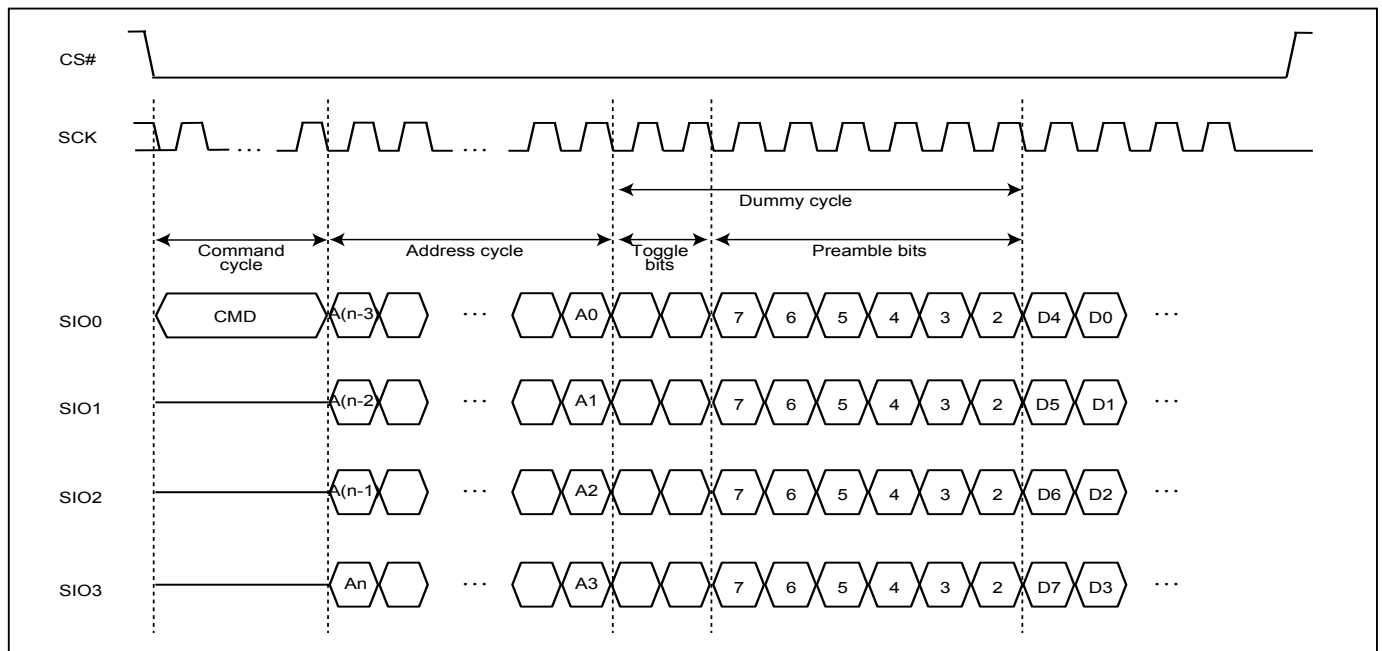 CS#
SCK
...
...
Dummy cycle
Command
cycle
Address cycle
Toggle
bits
Preamble bits
SIO0
CMD
A(n-3)
...
A0
7
6
5
4
3
2
D4
D0
...
SIO1
A(n-2)
...
A1
7
6
5
4
3
2
D5
D1
...
SIO2
A(n-1)
...
A2
7
6
5
4
3
2
D6
D2
...
SIO3
An
...
A3
7
6
5
4
3
2
D7
D3
...